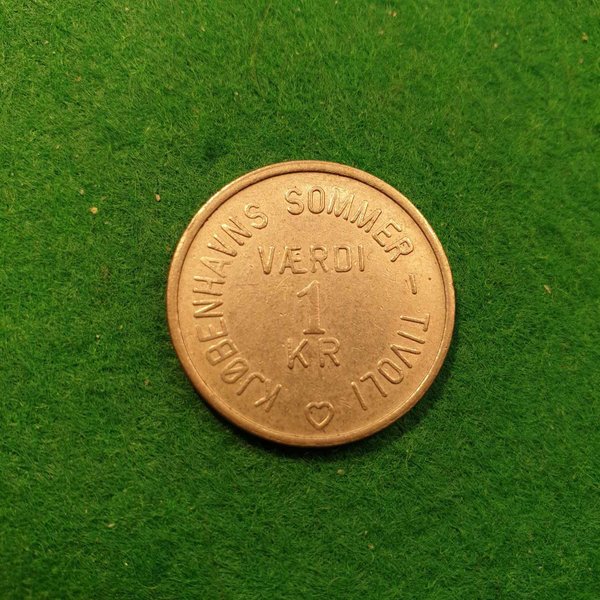 KJØBENHAVNS SOMMER - TIVOLI
VÆRDI
1
KR